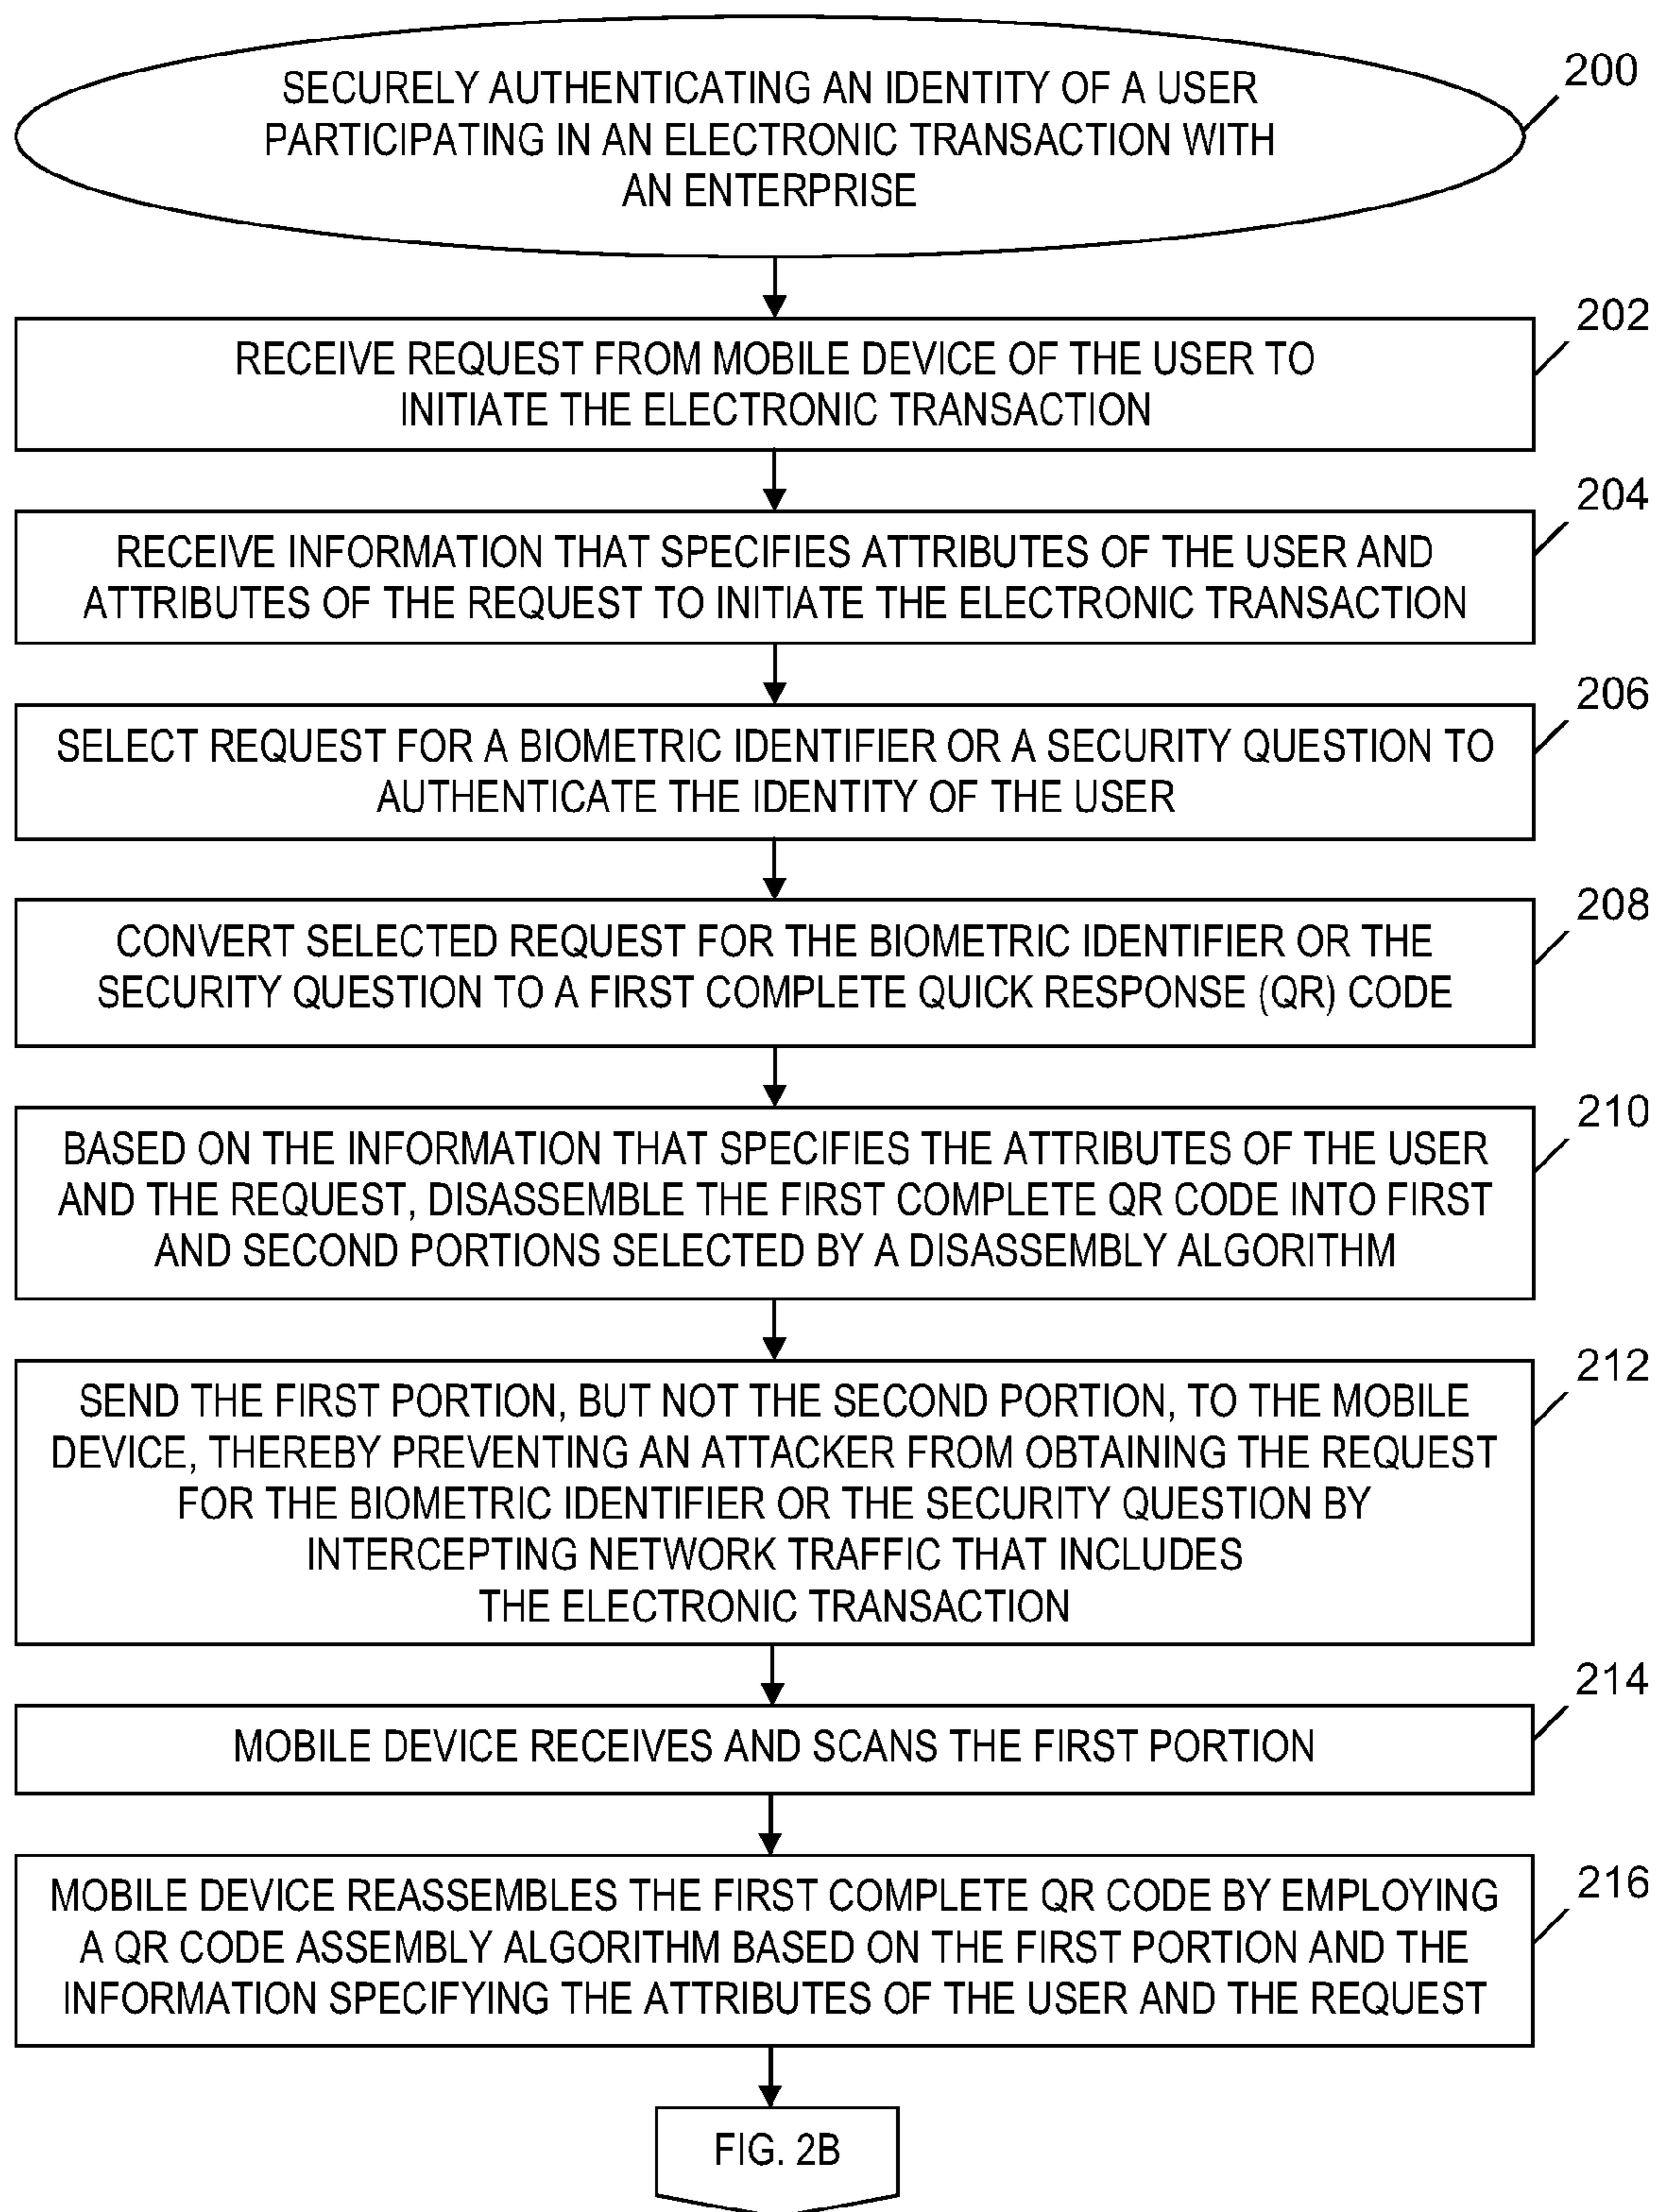 SECURELY AUTHENTICATING AN IDENTITY OF A USER
PARTICIPATING IN AN ELECTRONIC TRANSACTION WITH
AN ENTERPRISE
200
RECEIVE REQUEST FROM MOBILE DEVICE OF THE USER TO
INITIATE THE ELECTRONIC TRANSACTION
202
RECEIVE INFORMATION THAT SPECIFIES ATTRIBUTES OF THE USER AND
ATTRIBUTES OF THE REQUEST TO INITIATE THE ELECTRONIC TRANSACTION
204
SELECT REQUEST FOR A BIOMETRIC IDENTIFIER OR A SECURITY QUESTION TO
AUTHENTICATE THE IDENTITY OF THE USER
206
CONVERT SELECTED REQUEST FOR THE BIOMETRIC IDENTIFIER OR THE
SECURITY QUESTION TO A FIRST COMPLETE QUICK RESPONSE (QR) CODE
208
BASED ON THE INFORMATION THAT SPECIFIES THE ATTRIBUTES OF THE USER
AND THE REQUEST, DISASSEMBLE THE FIRST COMPLETE QR CODE INTO FIRST
AND SECOND PORTIONS SELECTED BY A DISASSEMBLY ALGORITHM
210
SEND THE FIRST PORTION, BUT NOT THE SECOND PORTION, TO THE MOBILE
DEVICE, THEREBY PREVENTING AN ATTACKER FROM OBTAINING THE REQUEST
FOR THE BIOMETRIC IDENTIFIER OR THE SECURITY QUESTION BY
INTERCEPTING NETWORK TRAFFIC THAT INCLUDES
THE ELECTRONIC TRANSACTION
212
MOBILE DEVICE RECEIVES AND SCANS THE FIRST PORTION
214
MOBILE DEVICE REASSEMBLES THE FIRST COMPLETE QR CODE BY EMPLOYING
A QR CODE ASSEMBLY ALGORITHM BASED ON THE FIRST PORTION AND THE
INFORMATION SPECIFYING THE ATTRIBUTES OF THE USER AND THE REQUEST
216
FIG. 2B